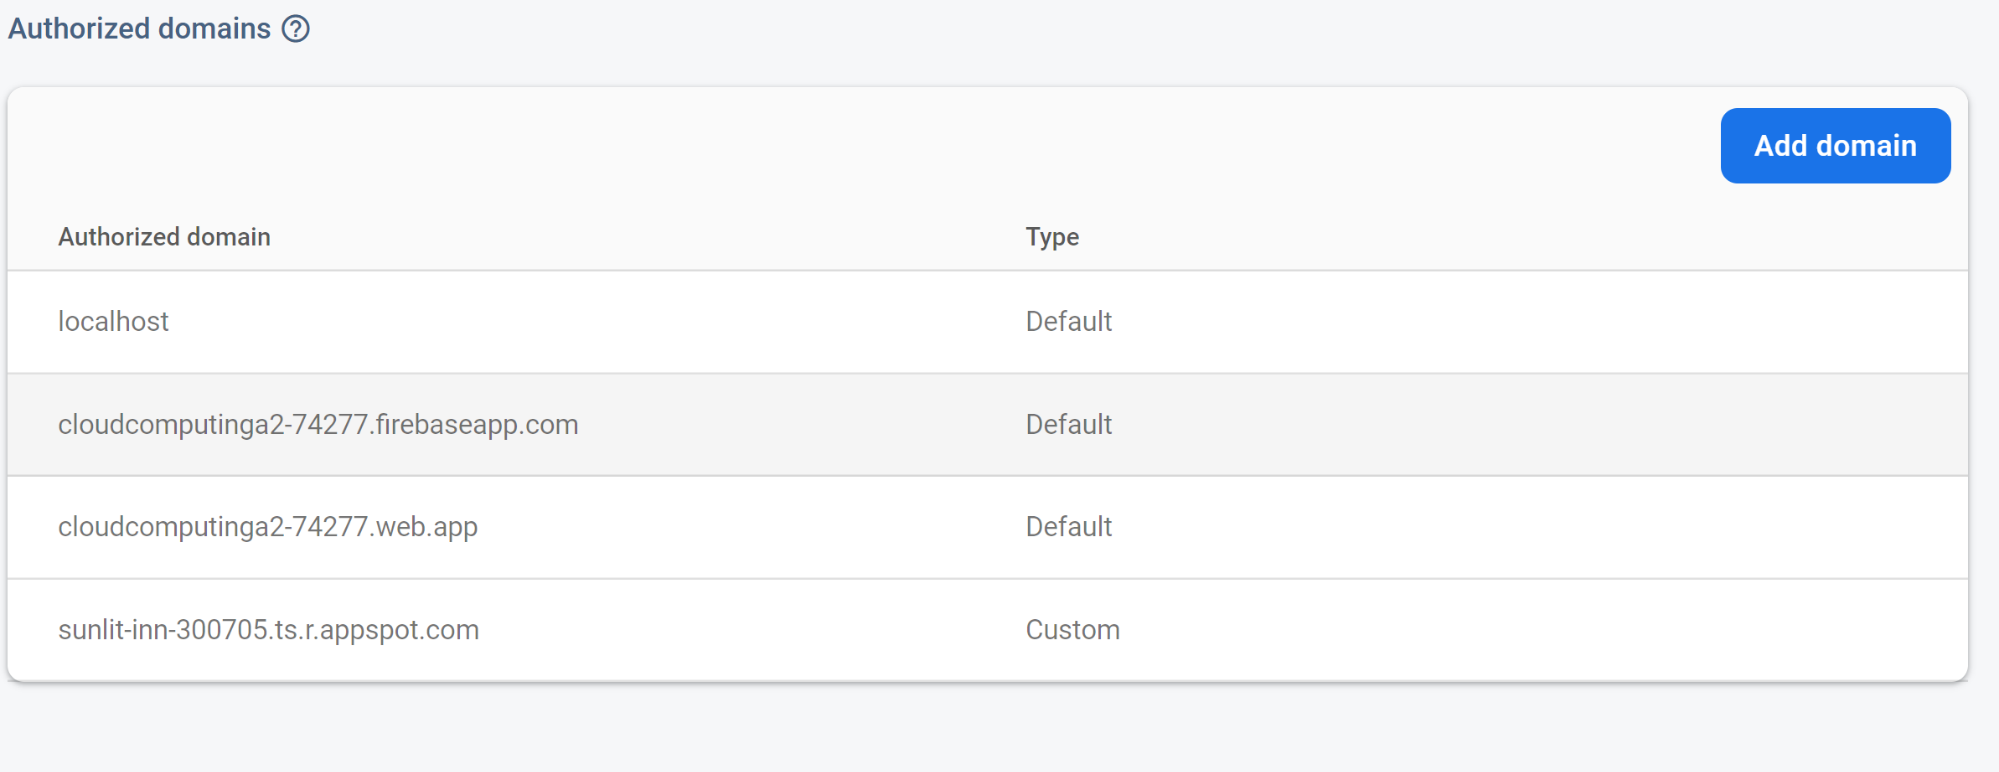 Authorized domains
Add domain
Authorized domain Type
localhost Default
cloudcomputinga2-74277.firebaseapp.com Default
cloudcomputinga2-74277.web.app Default
sunlit-inn-300705.ts.r.appspot.com Custom